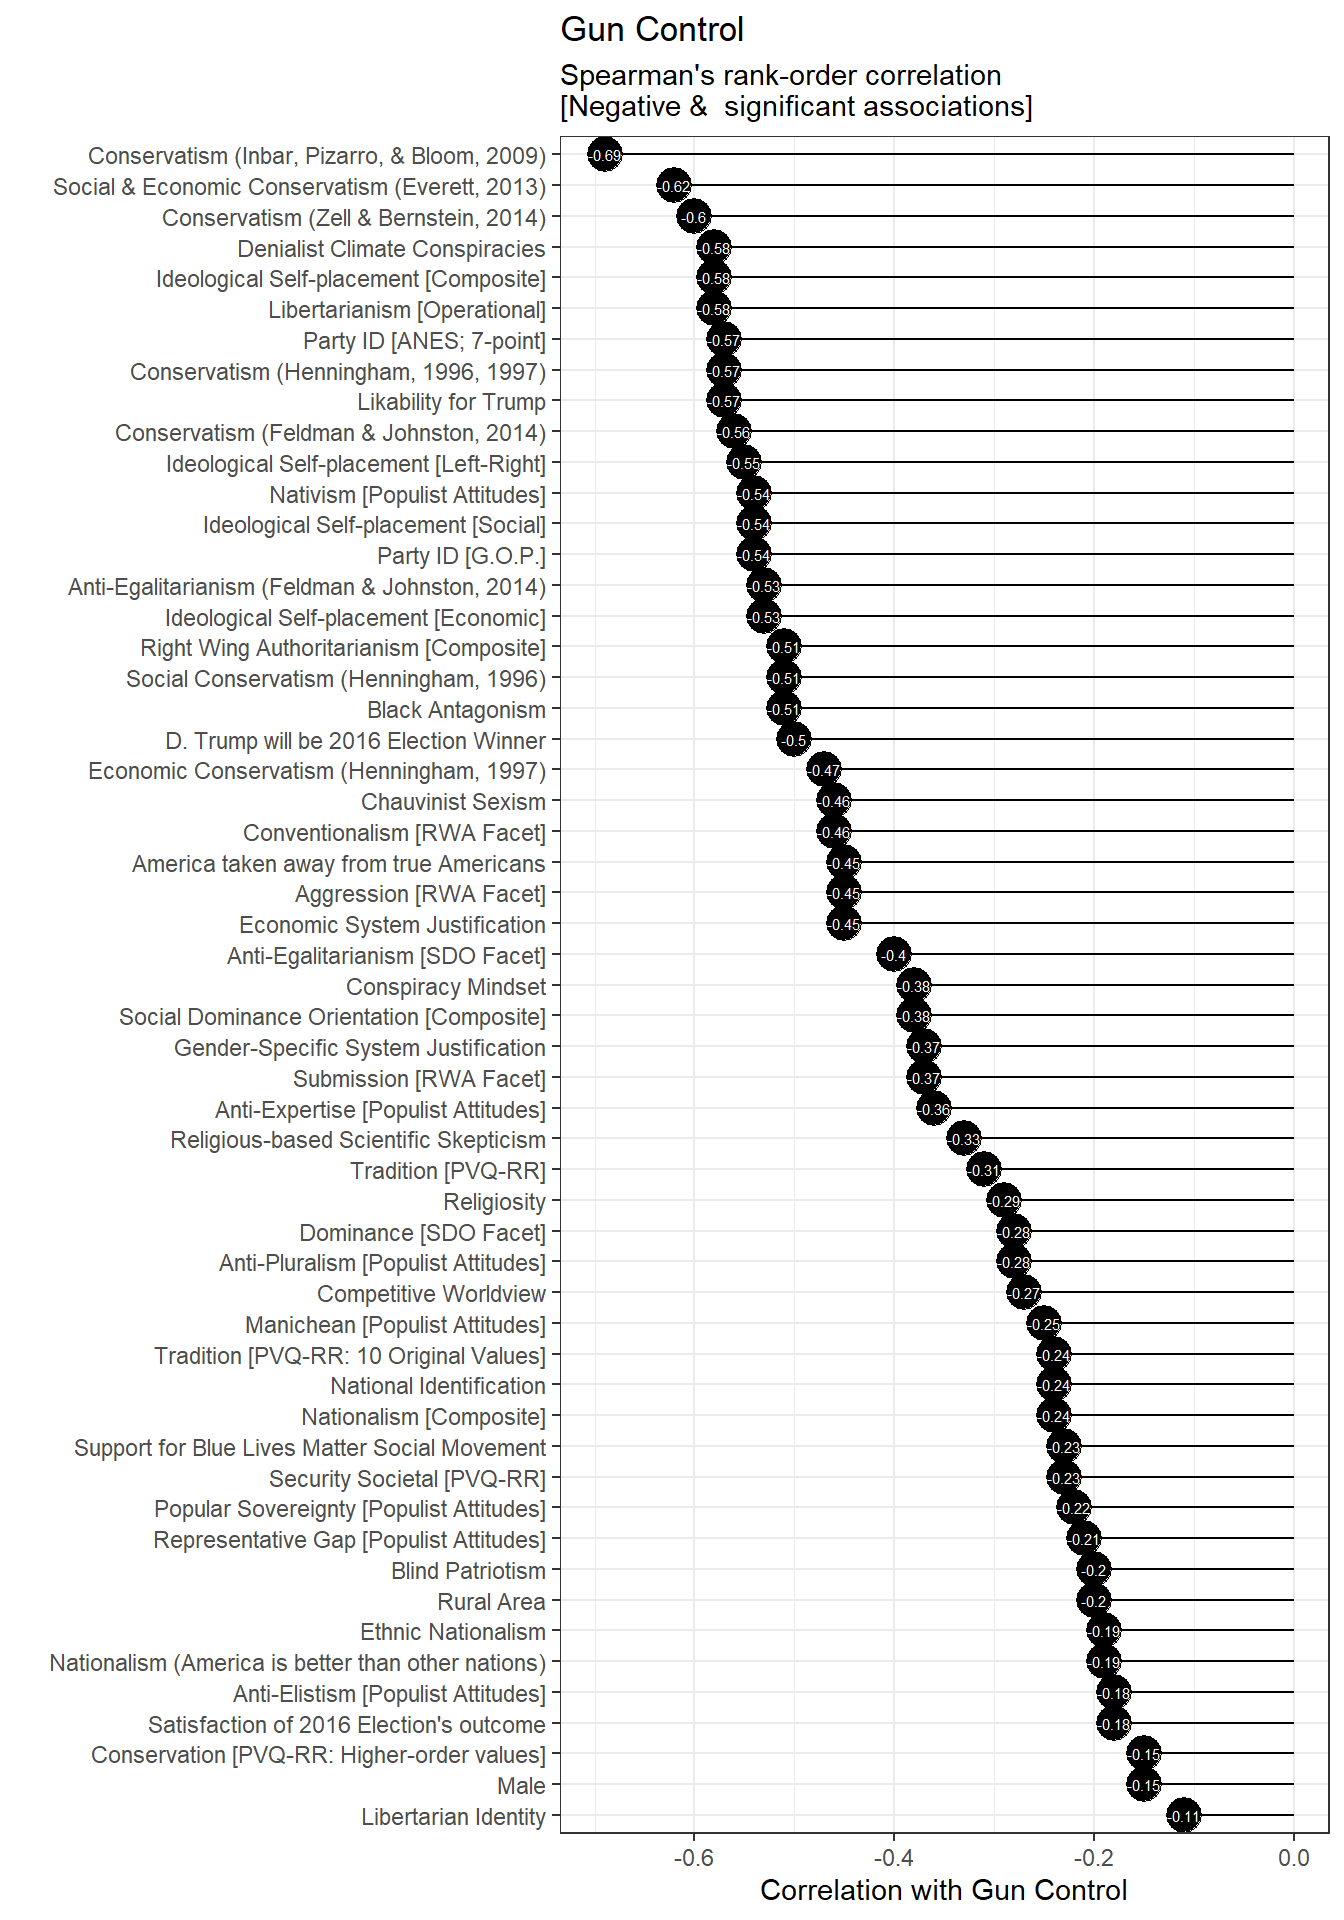 Gun Control
Spearman's rank-order correlation
[Negative &  significant associations]
Conservatism (Inbar, Pizarro, & Bloom, 2009) -0.69
Social & Economic Conservatism (Everett, 2013) -0.62
Conservatism (Zell & Bernstein, 2014) -0.6
Denialist Climate Conspiracies -0.58
Ideological Self-placement [Composite] -0.58
Libertarianism [Operational] -0.58
Party ID [ANES; 7-point] -0.57
Conservatism (Henningham, 1996, 1997) -0.57
Likability for Trump -0.57
Conservatism (Feldman & Johnston, 2014) -0.56
Ideological Self-placement [Left-Right] -0.55
Nativism [Populist Attitudes] -0.54
Ideological Self-placement [Social] -0.54
Party ID [G.O.P.] -0.54
Anti-Egalitarianism (Feldman & Johnston, 2014) -0.53
Ideological Self-placement [Economic] -0.53
Right Wing Authoritarianism [Composite] -0.51
Social Conservatism (Henningham, 1996) -0.51
Black Antagonism -0.51
D. Trump will be 2016 Election Winner -0.5
Economic Conservatism (Henningham, 1997) -0.47
Chauvinist Sexism -0.46
Conventionalism [RWA Facet] -0.46
America taken away from true Americans -0.45
Aggression [RWA Facet] -0.45
Economic System Justification -0.45
Anti-Egalitarianism [SDO Facet] -0.4
Conspiracy Mindset -0.38
Social Dominance Orientation [Composite] -0.38
Gender-Specific System Justification -0.37
Submission [RWA Facet] -0.37
Anti-Expertise [Populist Attitudes] -0.36
Religious-based Scientific Skepticism -0.33
Tradition [PVQ-RR] -0.31
Religiosity -0.29
Dominance [SDO Facet] -0.28
Anti-Pluralism [Populist Attitudes] -0.28
Competitive Worldview -0.27
Manichean [Populist Attitudes] -0.25
Tradition [PVQ-RR: 10 Original Values] -0.24
National Identification -0.24
Nationalism [Composite] -0.24
Support for Blue Lives Matter Social Movement -0.23
Security Societal [PVQ-RR] -0.23
Popular Sovereignty [Populist Attitudes] -0.22
Representative Gap [Populist Attitudes] -0.21
Blind Patriotism -0.2
Rural Area -0.2
Ethnic Nationalism -0.19
Nationalism (America is better than other nations) -0.19
Anti-Elistism [Populist Attitudes] -0.18
Satisfaction of 2016 Election's outcome -0.18
Conservation [PVQ-RR: Higher-order values] -0.15
Male -0.15
Libertarian Identity -0.11
-0.6 -0.4 -0.2 0.0
Correlation with Gun Control